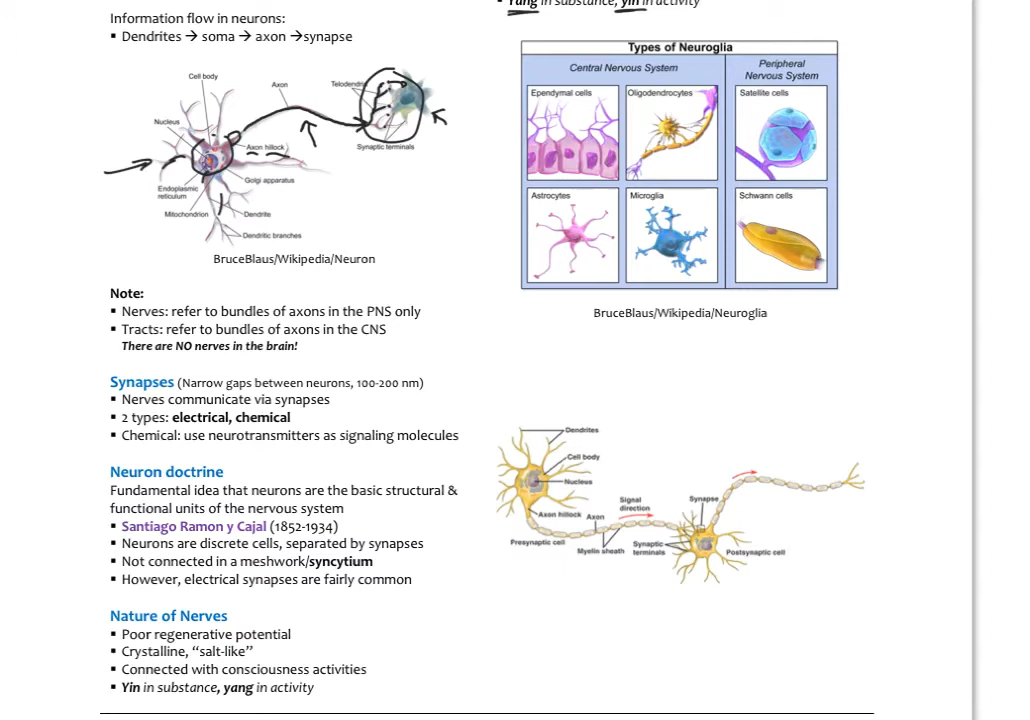 Information flow in neurons:
▪ Dendrites → soma → axon →synapse
Cell body
Axon
Telodendria
Nucleus
Axon hillock
Synaptic terminals
Golgi apparatus
Endoplasmic
reticulum
Mitochondrion
Dendrite
Dendritic branches
BruceBlaus/Wikipedia/Neuron
Note:
▪ Nerves: refer to bundles of axons in the PNS only
▪ Tracts: refer to bundles of axons in the CNS
There are NO nerves in the brain!
Synapses (Narrow gaps between neurons, 100-200 nm)
▪ Nerves communicate via synapses
▪ 2 types: electrical, chemical
▪ Chemical: use neurotransmitters as signaling molecules
Neuron doctrine
Fundamental idea that neurons are the basic structural &
functional units of the nervous system
▪ Santiago Ramon y Cajal (1852-1934)
▪ Neurons are discrete cells, separated by synapses
▪ Not connected in a meshwork/syncytium
▪ However, electrical synapses are fairly common
Nature of Nerves
▪ Poor regenerative potential
▪ Crystalline, “salt-like”
▪ Connected with consciousness activities
▪ Yin in substance, yang in activity
▪ Yang in substance, yin in activity
Types of Neuroglia
Central Nervous System
Peripheral
Nervous System
Ependymal cells
Oligodendrocytes
Satellite cells
Astrocytes
Microglia
Schwann cells
BruceBlaus/Wikipedia/Neuroglia
Dendrites
Cell body
Nucleus
Axon hillock
Axon
Signal
direction
Synapse
Presynaptic cell
Myelin sheath
Synaptic
terminals
Postsynaptic cell